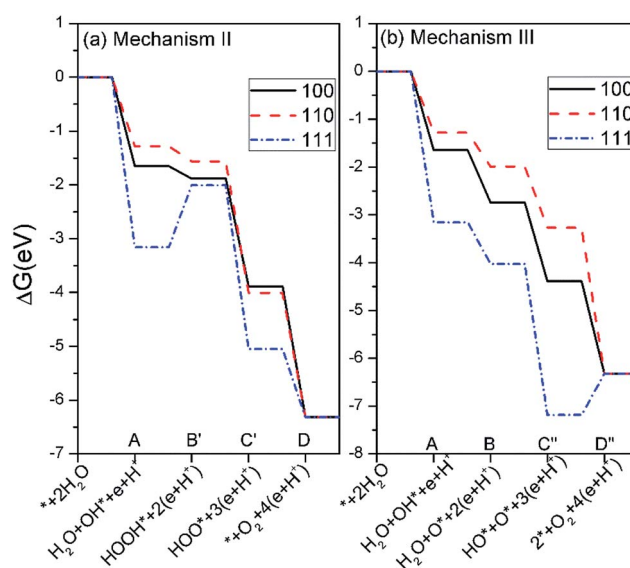 (a) Mechanism II
(b) Mechanism III
ΔG(eV)
1
0
-1
-2
-3
-4
-5
-6
-7
100
110
111
A
B'
C'
D
*+2H₂O
H₂O+OH*+e+H⁺
HOOH*+2(e+H⁺)
HOO*+3(e+H⁺)
*+O₂+4(e+H⁺)
1
0
-1
-2
-3
-4
-5
-6
-7
-8
100
110
111
A
B
C"
D"
*+2H₂O
H₂O+OH*+e+H⁺
H₂O+O*+2(e+H⁺)
HO*+O*+3(e+H⁺)
2*+O₂+4(e+H⁺)